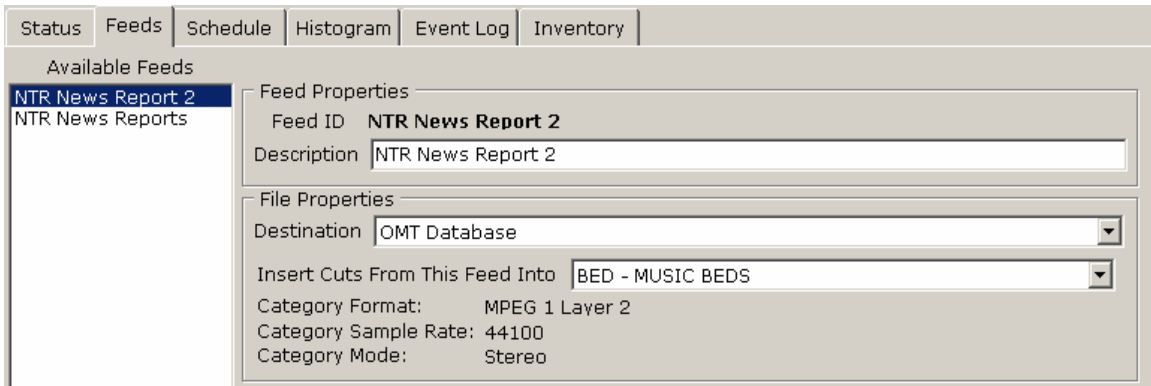 Status Feeds Schedule Histogram Event Log Inventory
Available Feeds
NTR News Report 2
NTR News Reports
Feed Properties
Feed ID NTR News Report 2
Description NTR News Report 2
File Properties
Destination OMT Database
Insert Cuts From This Feed Into BED - MUSIC BEDS
Category Format: MPEG 1 Layer 2
Category Sample Rate: 44100
Category Mode: Stereo